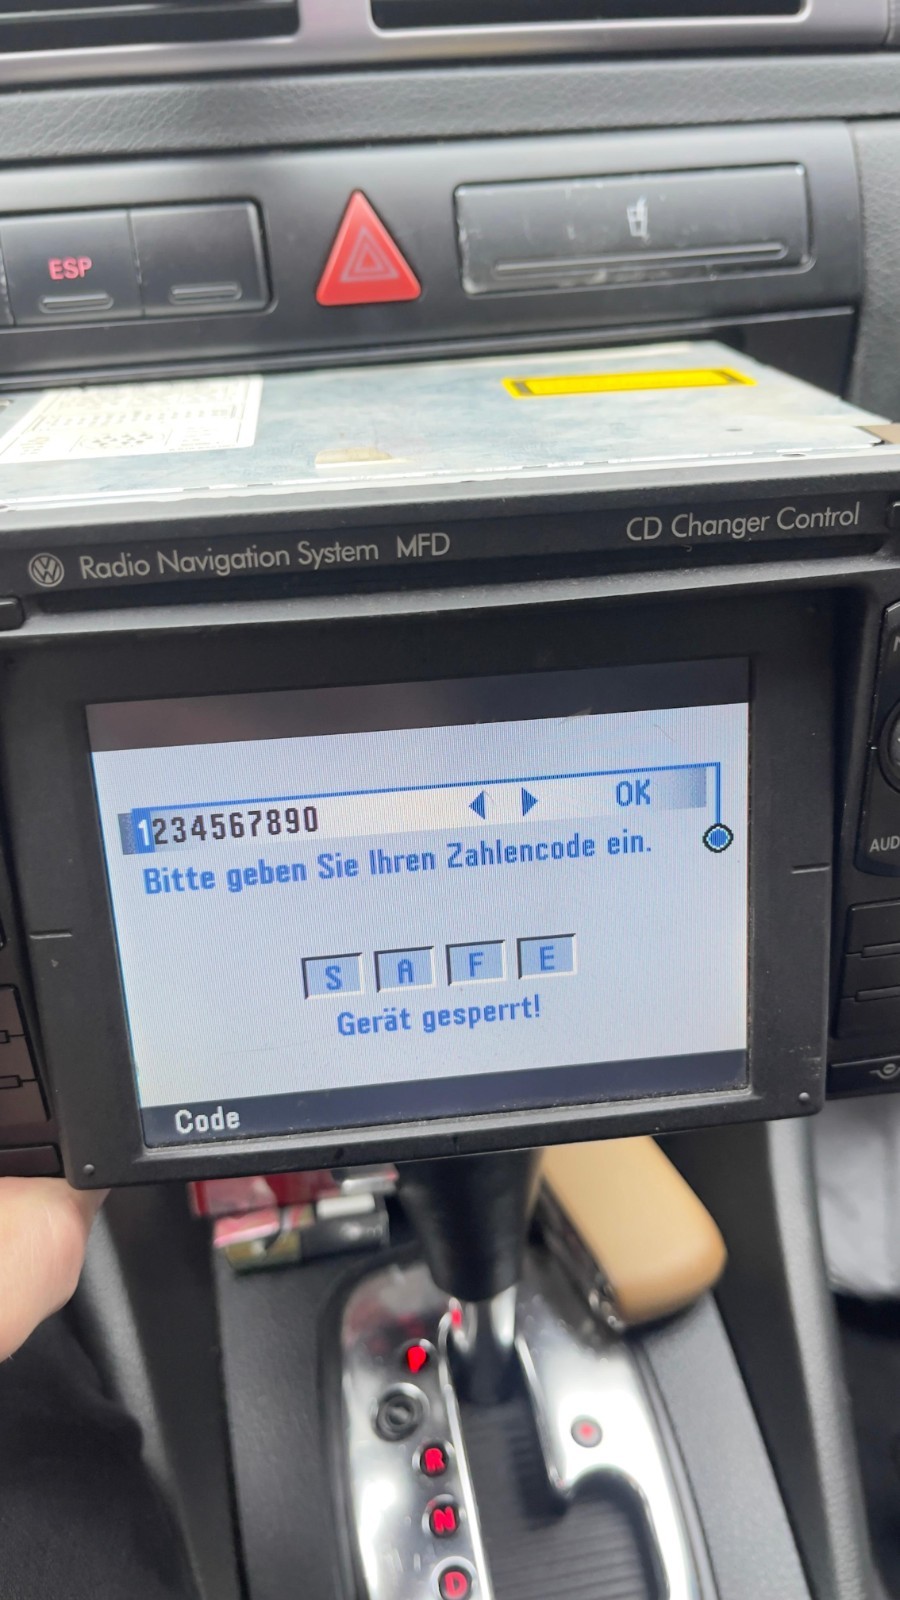 ESP
Radio Navigation System MFD
CD Changer Control
AUD
1234567890
OK
Bitte geben Sie Ihren Zahlencode ein.
S A F E
Gerät gesperrt!
Code
P
R
N
D